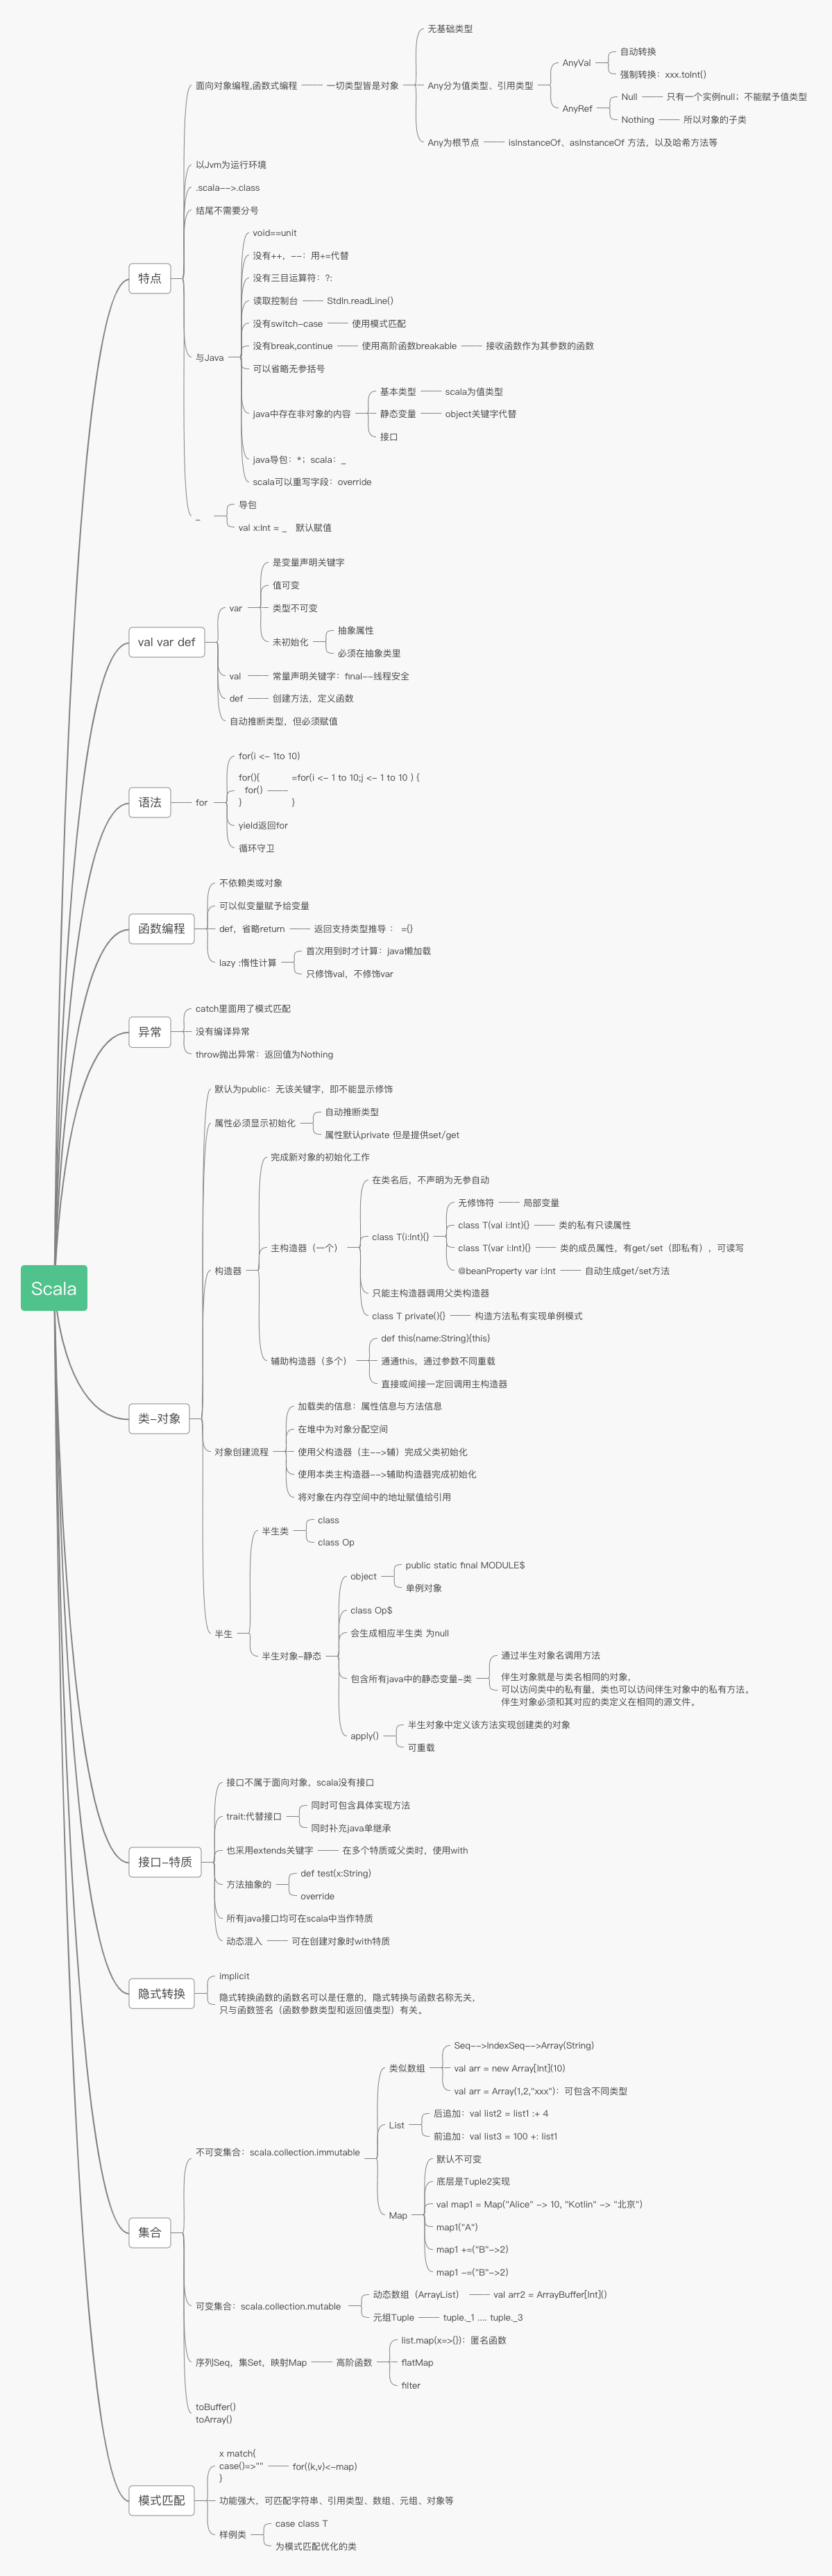 Scala
特点
面向对象编程,函数式编程
一切类型皆是对象
无基础类型
Any分为值类型、引用类型
AnyVal
自动转换
强制转换：xxx.toInt()
AnyRef
Null
只有一个实例null；不能赋予值类型
Nothing
所以对象的子类
Any为根节点
isInstanceOf、asInstanceOf 方法，以及哈希方法等
以Jvm为运行环境
.scala-->.class
结尾不需要分号
与Java
void==unit
没有++，--：用+=代替
没有三目运算符：?:
读取控制台
StdIn.readLine()
没有switch-case
使用模式匹配
没有break,continue
使用高阶函数breakable
接收函数作为其参数的函数
可以省略无参括号
java中存在非对象的内容
基本类型
scala为值类型
静态变量
object关键字代替
接口
java导包：*；scala：_
scala可以重写字段：override
_
导包
val x:Int = _ 默认赋值
val var def
var
是变量声明关键字
值可变
类型不可变
未初始化
抽象属性
必须在抽象类里
val
常量声明关键字：final--线程安全
def
创建方法，定义函数
自动推断类型，但必须赋值
语法
for
for(i <- 1to 10)
for(){
for()
}
=for(i <- 1 to 10;j <- 1 to 10 ) {
}
yield返回for
循环守卫
函数编程
不依赖类或对象
可以似变量赋予给变量
def，省略return
返回支持类型推导 ： ={}
lazy :惰性计算
首次用到时才计算：java懒加载
只修饰val，不修饰var
异常
catch里面用了模式匹配
没有编译异常
throw抛出异常：返回值为Nothing
类-对象
默认为public：无该关键字，即不能显示修饰
属性必须显示初始化
自动推断类型
属性默认private 但是提供set/get
构造器
完成新对象的初始化工作
主构造器（一个）
在类名后，不声明为无参自动
class T(i:Int){}
无修饰符
局部变量
class T(val i:Int){}
类的私有只读属性
class T(var i:Int){}
类的成员属性，有get/set（即私有），可读写
@beanProperty var i:Int
自动生成get/set方法
只能主构造器调用父类构造器
class T private(){}
构造方法私有实现单例模式
辅助构造器（多个）
def this(name:String)(this)
通通this，通过参数不同重载
直接或间接一定回调用主构造器
对象创建流程
加载类的信息：属性信息与方法信息
在堆中为对象分配空间
使用父构造器（主-->辅）完成父类初始化
使用本类主构造器-->辅助构造器完成初始化
将对象在内存空间中的地址赋值给引用
半生
半生类
class
class Op
半生对象-静态
object
public static final MODULE$
单例对象
class Op$
会生成相应半生类 为null
包含所有java中的静态变量-类
通过半生对象名调用方法
伴生对象就是与类名相同的对象，
可以访问类中的私有量，类也可以访问伴生对象中的私有方法。
伴生对象必须和其对应的类定义在相同的源文件。
apply()
半生对象中定义该方法实现创建类的对象
可重载
接口-特质
接口不属于面向对象，scala没有接口
trait:代替接口
同时可包含具体实现方法
同时补充java单继承
也采用extends关键字
在多个特质或父类时，使用with
方法抽象的
def test(x:String)
override
所有java接口均可在scala中当作特质
动态混入
可在创建对象时with特质
隐式转换
implicit
隐式转换函数的函数名可以是任意的，隐式转换与函数名称无关，
只与函数签名（函数参数类型和返回值类型）有关。
集合
不可变集合：scala.collection.immutable
类似数组
Seq-->IndexSeq-->Array(String)
val arr = new Array[Int](10)
val arr = Array(1,2,"xxx")：可包含不同类型
List
后追加：val list2 = list1 :+ 4
前追加：val list3 = 100 +: list1
Map
默认不可变
底层是Tuple2实现
val map1 = Map("Alice" -> 10, "Kotlin" -> "北京")
map1("A")
map1 +=("B"->2)
map1 -=("B"->2)
可变集合：scala.collection.mutable
动态数组（ArrayList）
val arr2 = ArrayBuffer[Int]()
元组Tuple
tuple._1 .... tuple._3
序列Seq，集Set，映射Map
高阶函数
list.map(x=>{})：匿名函数
flatMap
filter
toBuffer()
toArray()
模式匹配
x match{
case()=>""
}
for((k,v)<-map)
功能强大，可匹配字符串、引用类型、数组、元组、对象等
样例类
case class T
为模式匹配优化的类